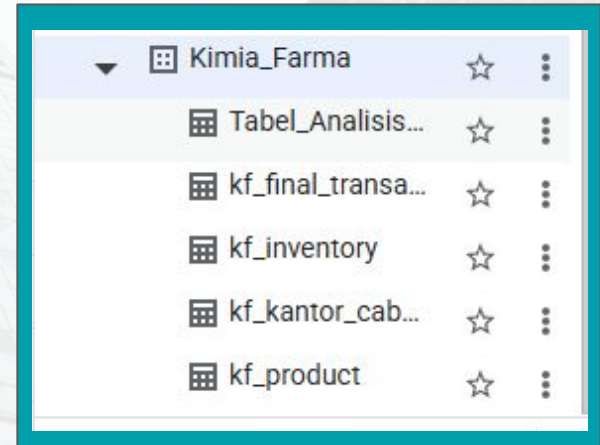 Kimia_Farma
Tabel_Analisis...
kf_final_transa...
kf_inventory
kf_kantor_cab...
kf_product